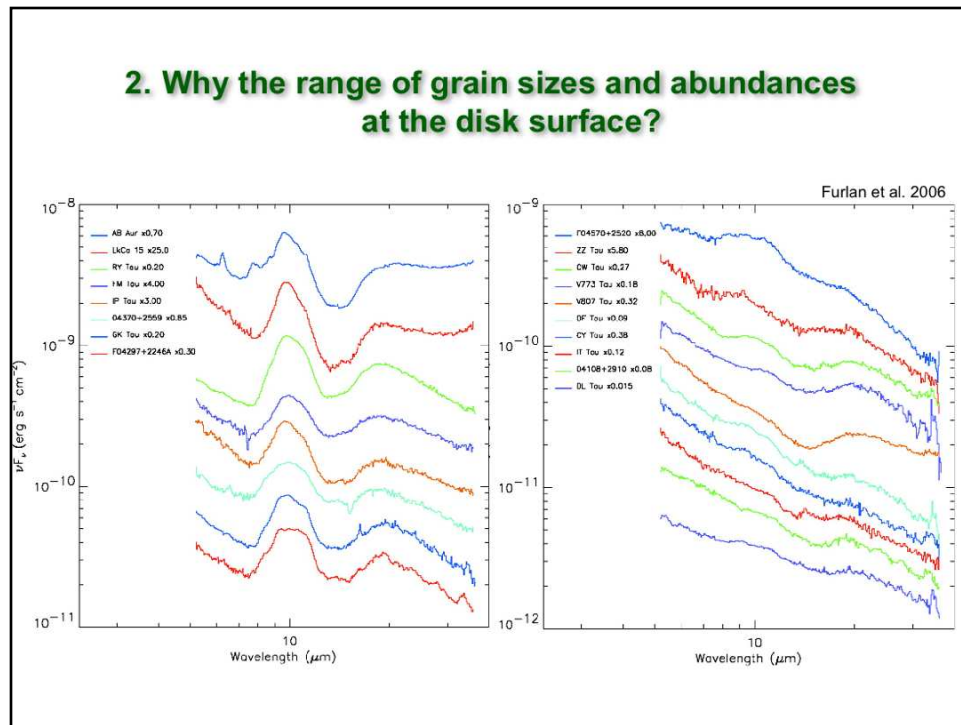 2. Why the range of grain sizes and abundances
at the disk surface?
Furlan et al. 2006
10⁻⁸
10⁻⁹
10⁻¹⁰
10⁻¹¹
νFᵥ (erg s⁻¹ cm⁻²)
AB Aur x0.70
LkCa 15 x25.0
RY Tau x0.20
FM Tau x4.00
IP Tau x3.00
04370+2559 x0.85
GK Tau x0.20
F04297+2246A x0.30
10
Wavelength (μm)
10⁻⁹
10⁻¹⁰
10⁻¹¹
10⁻¹²
F04570+2520 x8.00
ZZ Tau x5.80
CW Tau x0.27
V773 Tau x0.18
V807 Tau x0.32
DF Tau x0.09
CY Tau x0.38
IT Tau x0.12
04108+2910 x0.08
DL Tau x0.015
10
Wavelength (μm)